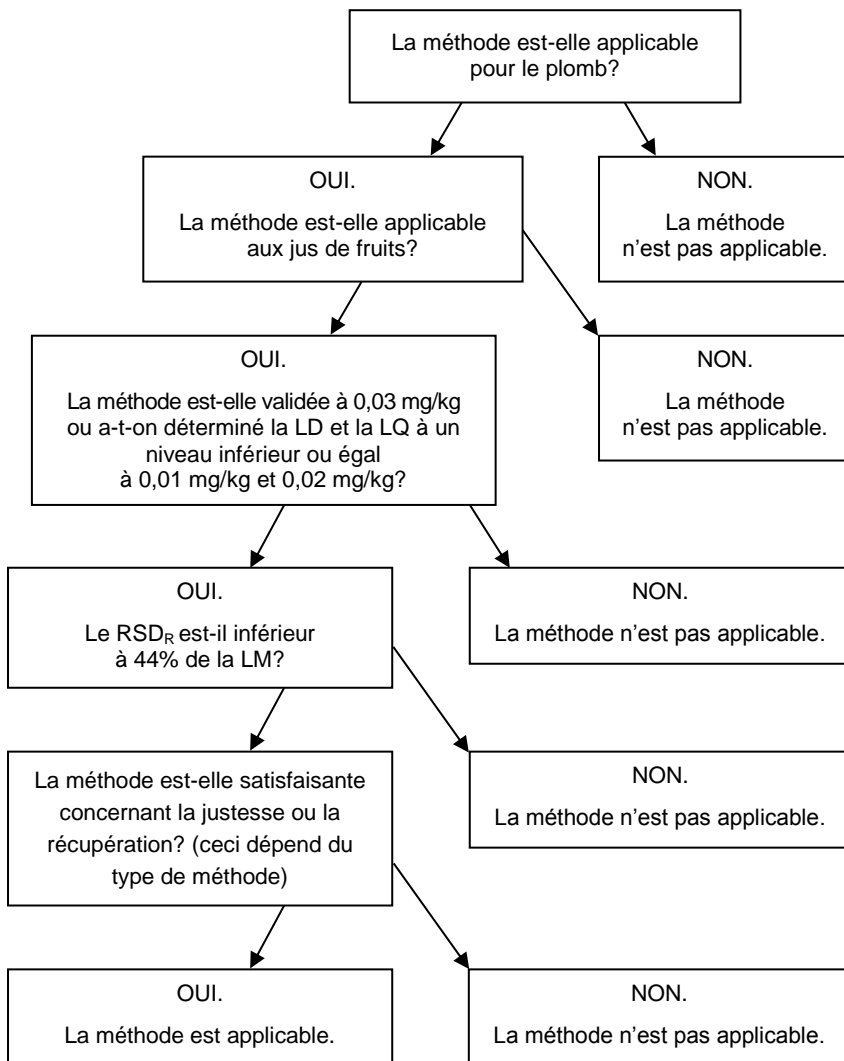 La méthode est-elle applicable
pour le plomb?
OUI.
La méthode est-elle applicable
aux jus de fruits?
NON.
La méthode
n’est pas applicable.
OUI.
La méthode est-elle validée à 0,03 mg/kg
ou a-t-on déterminé la LD et la LQ à un
niveau inférieur ou égal
à 0,01 mg/kg et 0,02 mg/kg?
NON.
La méthode
n’est pas applicable.
OUI.
Le RSDR est-il inférieur
à 44% de la LM?
NON.
La méthode n’est pas applicable.
La méthode est-elle satisfaisante
concernant la justesse ou la
récupération? (ceci dépend du
type de méthode)
NON.
La méthode n’est pas applicable.
OUI.
La méthode est applicable.
NON.
La méthode n’est pas applicable.